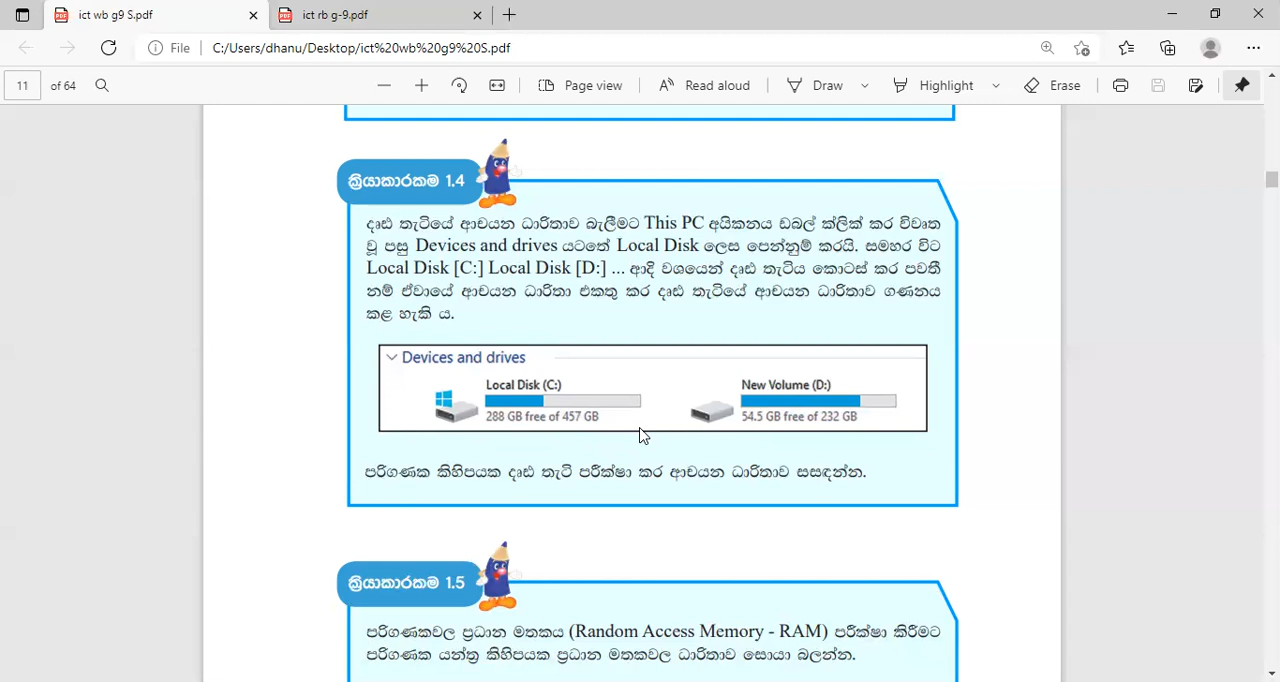 ict wb g9 S.pdf
ict rb g-9.pdf
File
C:/Users/dhanu/Desktop/ict%20wb%20g9%20S.pdf
11 of 64
Page view
Read aloud
Draw
Highlight
Erase
ක්‍රියාකාරකම 1.4
දෘඪ තැටියේ ආචයන ධාරිතාව බැලීමට This PC අයිකනය ඩබල් ක්ලික් කර විවෘත
වූ පසු Devices and drives යටතේ Local Disk ලෙස පෙන්නුම් කරයි. සමහර විට
Local Disk [C:] Local Disk [D:] ... ආදි වශයෙන් දෘඪ තැටිය කොටස් කර පවතී
නම් ඒවායේ ආචයන ධාරිතා එකතු කර දෘඪ තැටියේ ආචයන ධාරිතාව ගණනය
කළ හැකි ය.
Devices and drives
Local Disk (C:)
288 GB free of 457 GB
New Volume (D:)
54.5 GB free of 232 GB
පරිගණක කිහිපයක දෘඪ තැටි පරීක්ෂා කර ආචයන ධාරිතාව සසඳන්න.
ක්‍රියාකාරකම 1.5
පරිගණකවල ප්‍රධාන මතකය (Random Access Memory - RAM) පරීක්ෂා කිරීමට
පරිගණක යන්ත්‍ර කිහිපයක ප්‍රධාන මතකවල ධාරිතාව සොයා බලන්න.